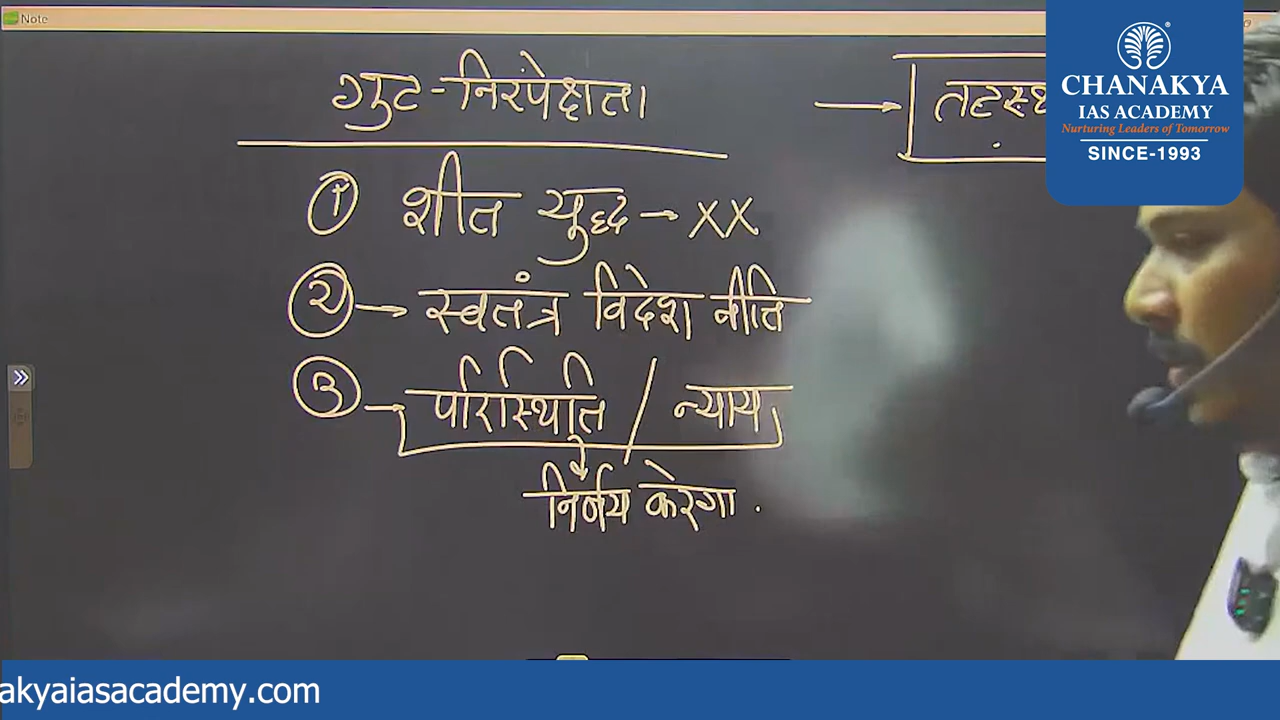 Note
गुट-निरपेक्षता → तटस्थ
① शीत युद्ध → XX
② → स्वतंत्र विदेश नीति
③ → परिस्थिति / न्याय
निर्णय करेगा.
CHANAKYA
IAS ACADEMY
Nurturing Leaders of Tomorrow
SINCE-1993
akyaiasacademy.com